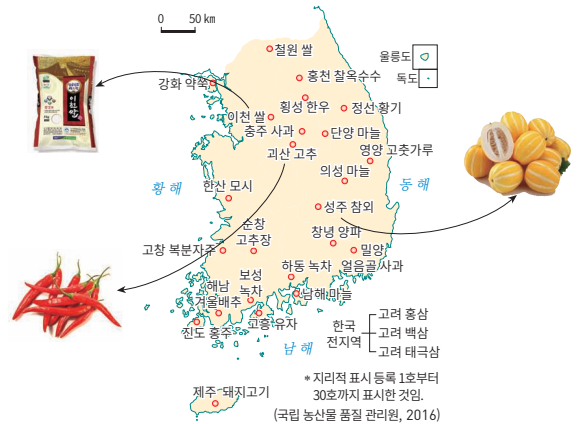 0 50 km
철원 쌀
울릉도
독도
강화 약쑥
홍천 찰옥수수
횡성 한우
정선 황기
이천 쌀
충주 사과
단양 마늘
괴산 고추
영양 고춧가루
의성 마늘
황 해
동 해
한산 모시
성주 참외
순창
고추장
창녕 양파
고창 복분자주
밀양
얼음골 사과
하동 녹차
보성
녹차
해남
겨울배추
남해 마늘
고흥 유자
진도 홍주
남 해
한국
전지역
고려 홍삼
고려 백삼
고려 태극삼
제주 돼지고기
* 지리적 표시 등록 1호부터
30호까지 표시한 것임.
(국립 농산물 품질 관리원, 2016)